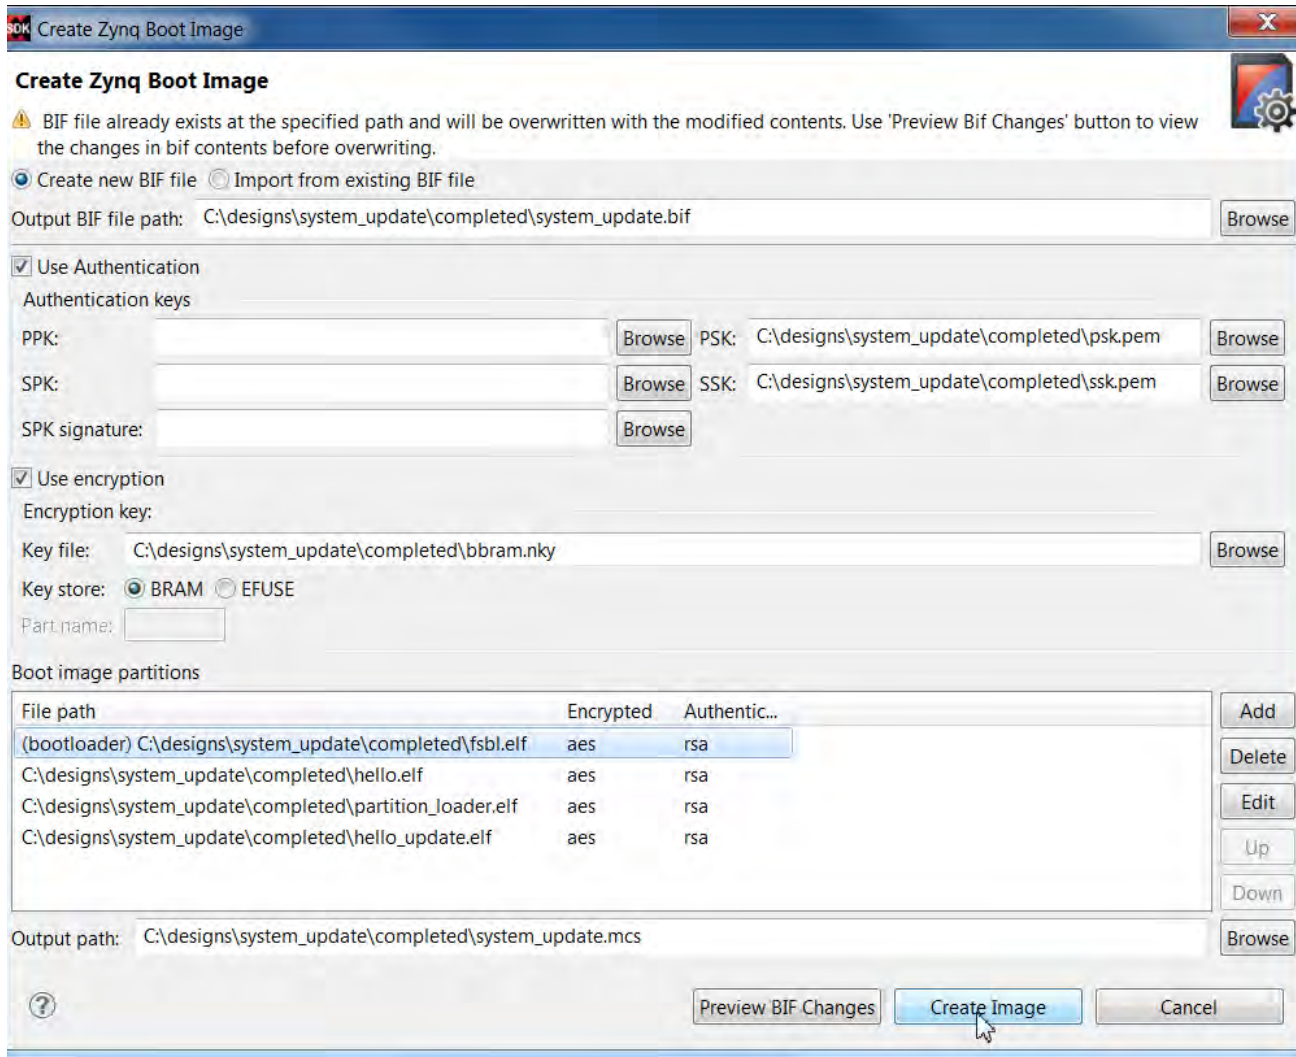 SDK Create Zynq Boot Image
Create Zynq Boot Image
BIF file already exists at the specified path and will be overwritten with the modified contents. Use 'Preview Bif Changes' button to view
the changes in bif contents before overwriting.
Create new BIF file Import from existing BIF file
Output BIF file path: C:\designs\system_update\completed\system_update.bif Browse
Use Authentication
Authentication keys
PPK: Browse PSK: C:\designs\system_update\completed\psk.pem Browse
SPK: Browse SSK: C:\designs\system_update\completed\ssk.pem Browse
SPK signature: Browse
Use encryption
Encryption key:
Key file: C:\designs\system_update\completed\bbram.nky Browse
Key store: BRAM EFUSE
Part name:
Boot image partitions
File path Encrypted Authentic... Add
(bootloader) C:\designs\system_update\completed\fsbl.elf aes rsa
Delete
C:\designs\system_update\completed\hello.elf aes rsa
C:\designs\system_update\completed\partition_loader.elf aes rsa Edit
C:\designs\system_update\completed\hello_update.elf aes rsa Up
Down
Output path: C:\designs\system_update\completed\system_update.mcs Browse
? Preview BIF Changes Create Image Cancel